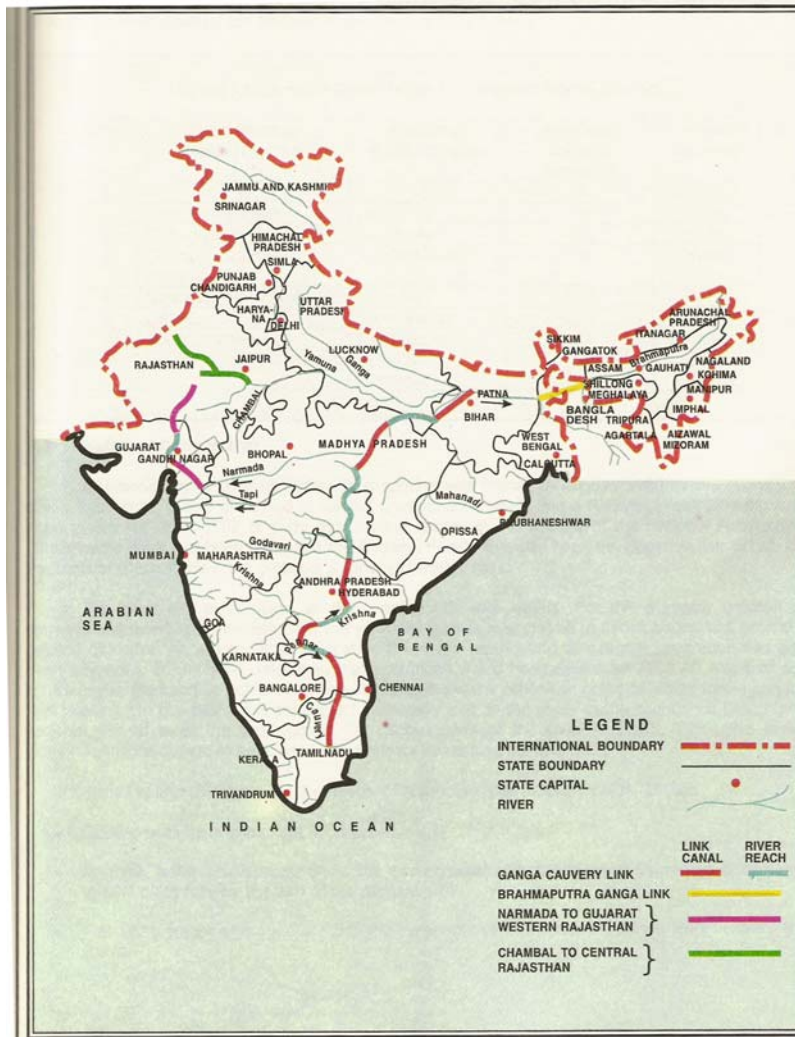 JAMMU AND KASHMIR
SRINAGAR
HIMACHAL
PRADESH
SIMLA
PUNJAB
CHANDIGARH
HARYA-
NA
DELHI
UTTAR
PRADESH
RAJASTHAN
JAIPUR
LUCKNOW
Ganga
Yamuna
CHAMBAL
SIKKIM
GANGATOK
ARUNACHAL
PRADESH
ITANAGAR
Brahmaputra
ASSAM
GAUHATI
NAGALAND
KOHIMA
SHILLONG
MEGHALAYA
MANIPUR
IMPHAL
BANGLA
DESH
TRIPURA
AGARTALA
AIZAWAL
MIZORAM
PATNA
BIHAR
WEST
BENGAL
CALCUTTA
GUJARAT
GANDHI NAGAR
BHOPAL
MADHYA PRADESH
Narmada
Tapi
Mahanadi
ORISSA
BHUBHANESHWAR
MUMBAI
MAHARASHTRA
Godavari
Krishna
ANDHRA PRADESH
HYDERABAD
Krishna
ARABIAN
SEA
GOA
BAY OF
BENGAL
KARNATAKA
Pennar
BANGALORE
CHENNAI
Cauvery
KERALA
TAMILNADU
TRIVANDRUM
INDIAN OCEAN
LEGEND
INTERNATIONAL BOUNDARY
STATE BOUNDARY
STATE CAPITAL
RIVER
LINK
CANAL
RIVER
REACH
GANGA CAUVERY LINK
BRAHMAPUTRA GANGA LINK
NARMADA TO GUJARAT
WESTERN RAJASTHAN
CHAMBAL TO CENTRAL
RAJASTHAN